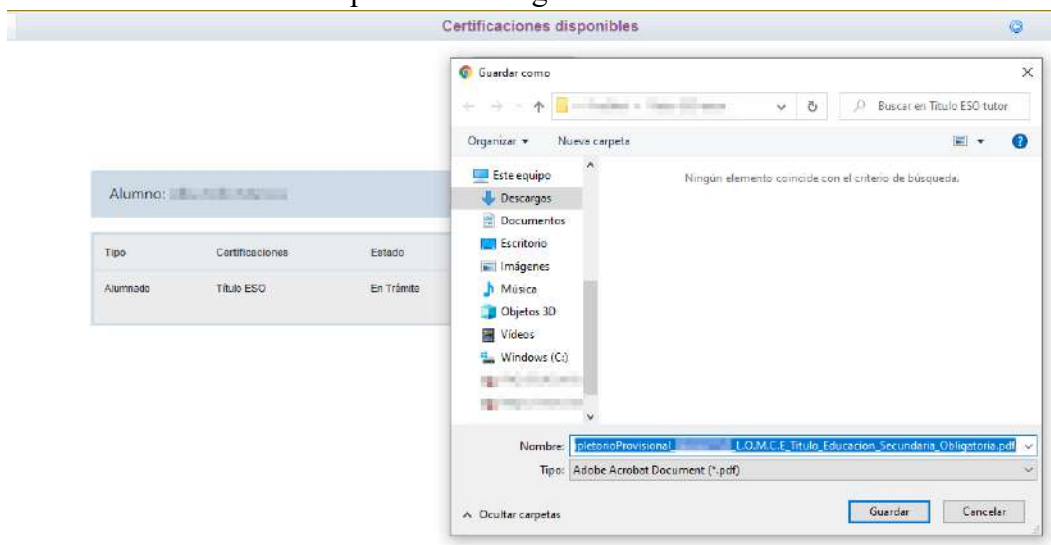 Certificaciones disponibles
Guardar como
Buscar en Título ESO tutor
Organizar
Nueva carpeta
Este equipo
Ningún elemento coincide con el criterio de búsqueda.
Alumno:
Descargas
Documentos
Tipo
Certificaciones
Estado
Escritorio
Imágenes
Alumnado
Título ESO
En Trámite
Música
Objetos 3D
Vídeos
Windows (C:)
Nombre: pletorioProvisional_ _L.O.M.C.E_Titulo_Educacion_Secundaria_Obligatoria.pdf
Tipo: Adobe Acrobat Document (*.pdf)
Ocultar carpetas
Guardar
Cancelar